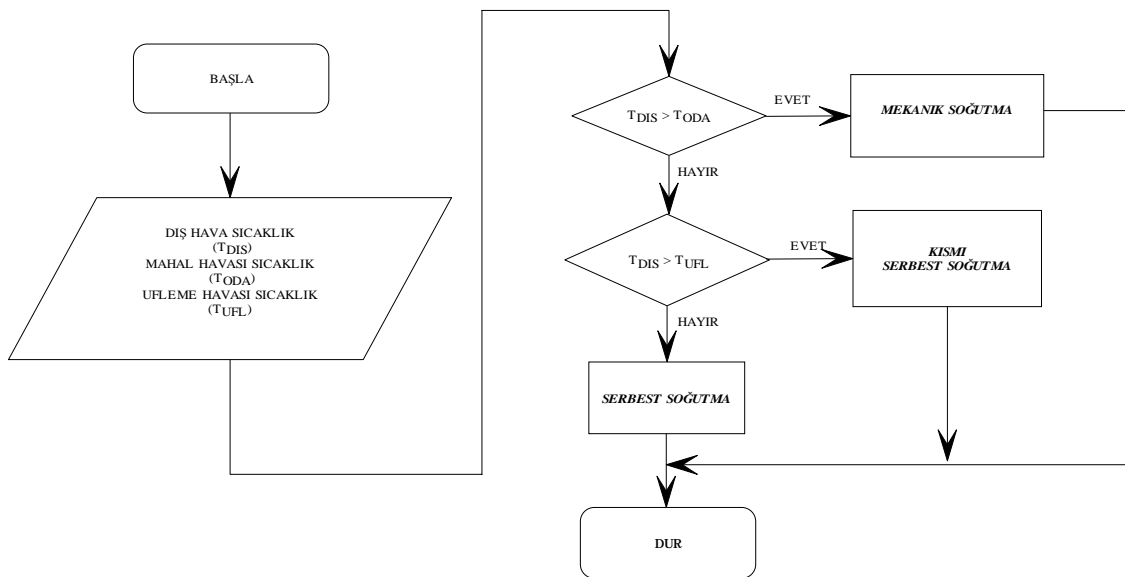 BAŞLA
DIŞ HAVA SICAKLIK
(TDIS)
MAHAL HAVASI SICAKLIK
(TODA)
UFLEME HAVASI SICAKLIK
(TUFL)
TDIS > TODA
EVET
MEKANIK SOĞUTMA
HAYIR
TDIS > TUFL
EVET
KISMI
SERBEST SOĞUTMA
HAYIR
SERBEST SOĞUTMA
DUR